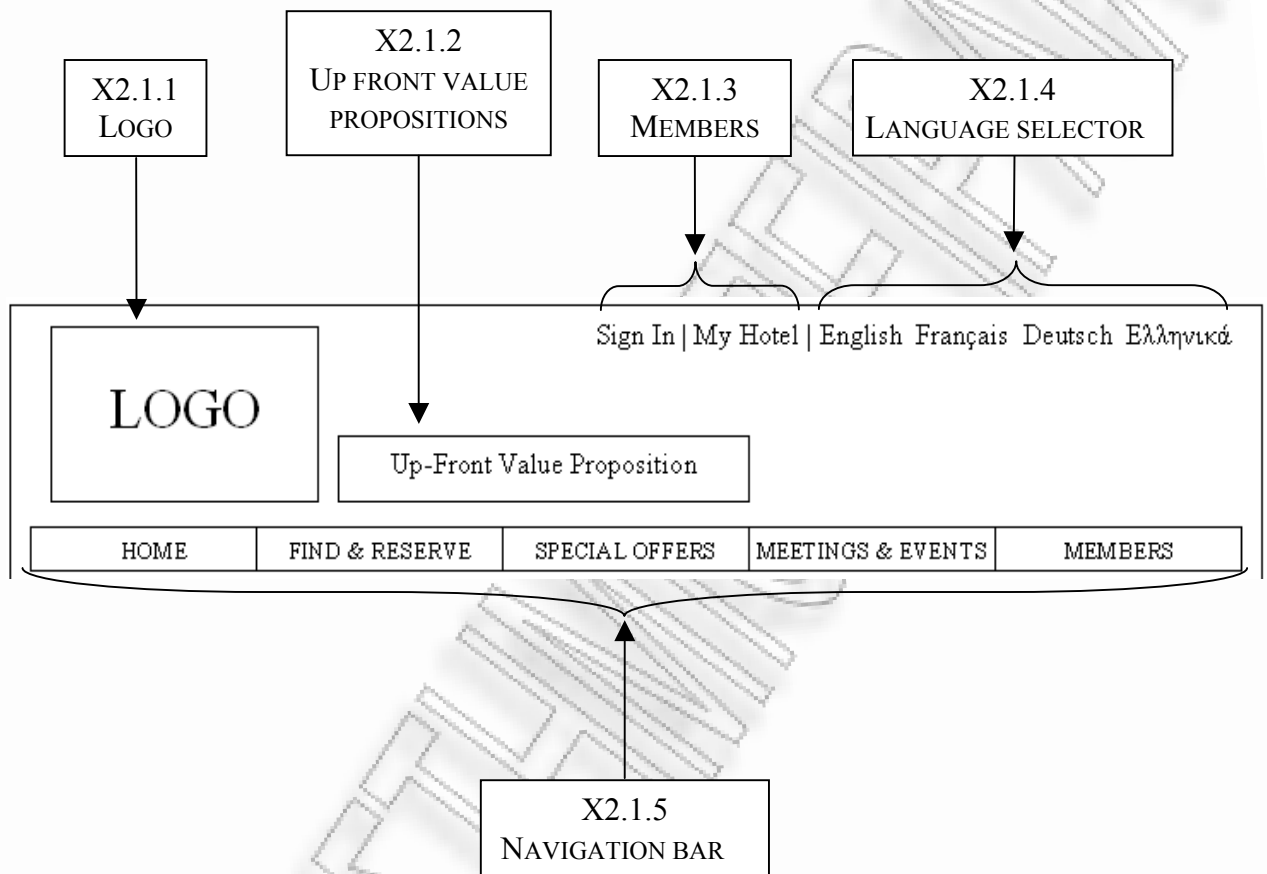 X2.1.1
LOGO
X2.1.2
UP FRONT VALUE
PROPOSITIONS
X2.1.3
MEMBERS
X2.1.4
LANGUAGE SELECTOR
Sign In | My Hotel | English Français Deutsch Ελληνικά
LOGO
Up-Front Value Proposition
HOME FIND & RESERVE SPECIAL OFFERS MEETINGS & EVENTS MEMBERS
X2.1.5
NAVIGATION BAR